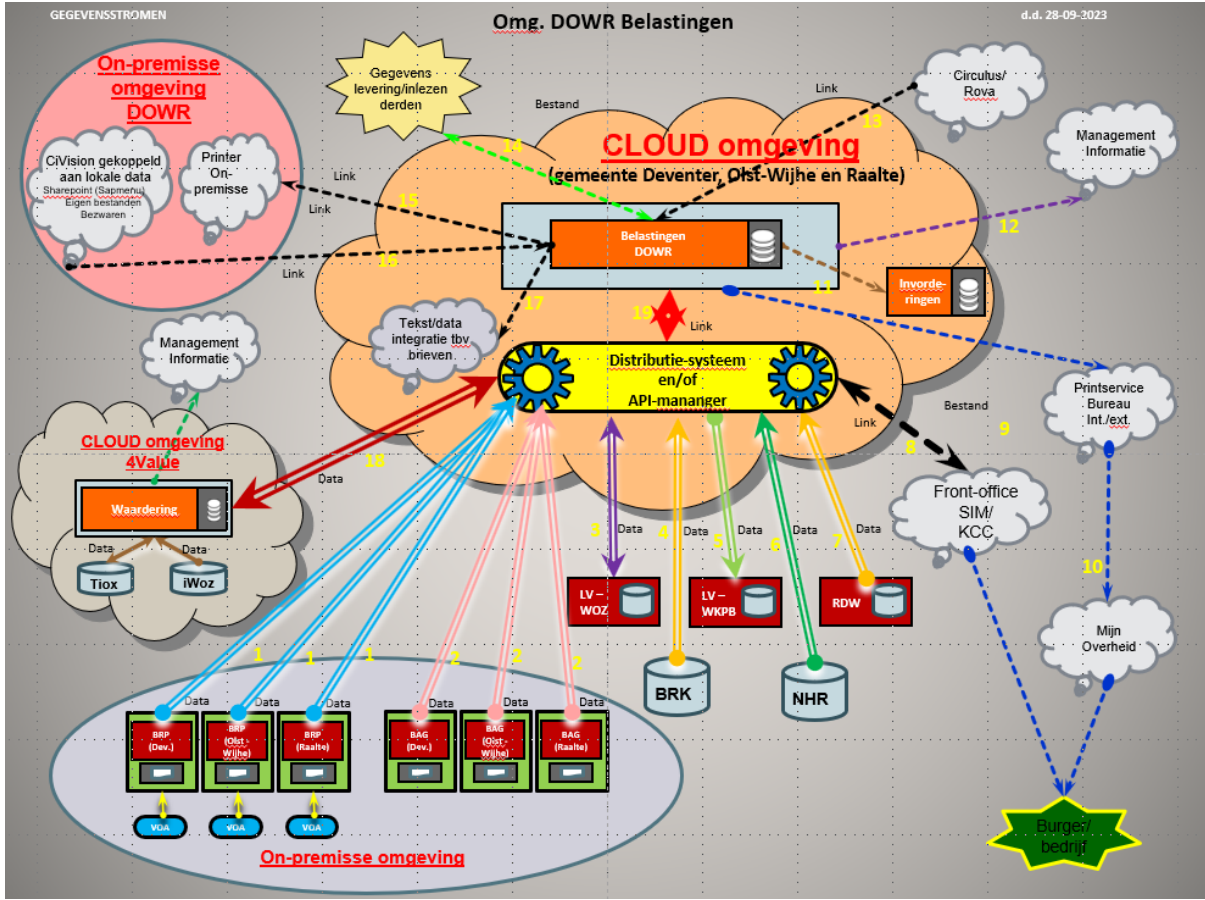 GEGEVENSSTROMEN
Omg. DOWR Belastingen
d.d. 28-09-2023
On-premisse
omgeving
DOWR
CiVision gekoppeld
aan lokale data
Sharepoint (Sapmenu)
Eigen bestanden
Bezwaren
Printer
On-
premisse
Gegevens
levering/inlezen
derden
Bestand
14
Link
13
Circulus/
Rova
Management
Informatie
12
CLOUD omgeving
(gemeente Deventer, Olst-Wijhe en Raalte)
Link
15
Link
Link
16
Belastingen
DOWR
11
Invorde-
ringen
17
19
Link
Tekst/data
integratie tbv
brieven
Distributie-systeem
en/of
API-mananger
Management
Informatie
Printservice
Bureau
Int./ext.
Bestand
9
Link
8
CLOUD omgeving
4Value
18
Data
Waardering
Data
Data
Tiox
iWoz
Front-office
SIM/
KCC
3
Data
4
Data
5
Data
6
Data
7
Data
LV –
WOZ
LV –
WKPB
RDW
10
Mijn
Overheid
1
1
1
2
2
2
BRK
NHR
Data
Data
Data
Data
Data
Data
BRP
(Dev.)
BRP
(Olst -
Wijhe)
BRP
(Raalte)
BAG
(Dev.)
BAG
(Olst -
Wijhe)
BAG
(Raalte)
VOA
VOA
VOA
On-premisse omgeving
Burger/
bedrijf